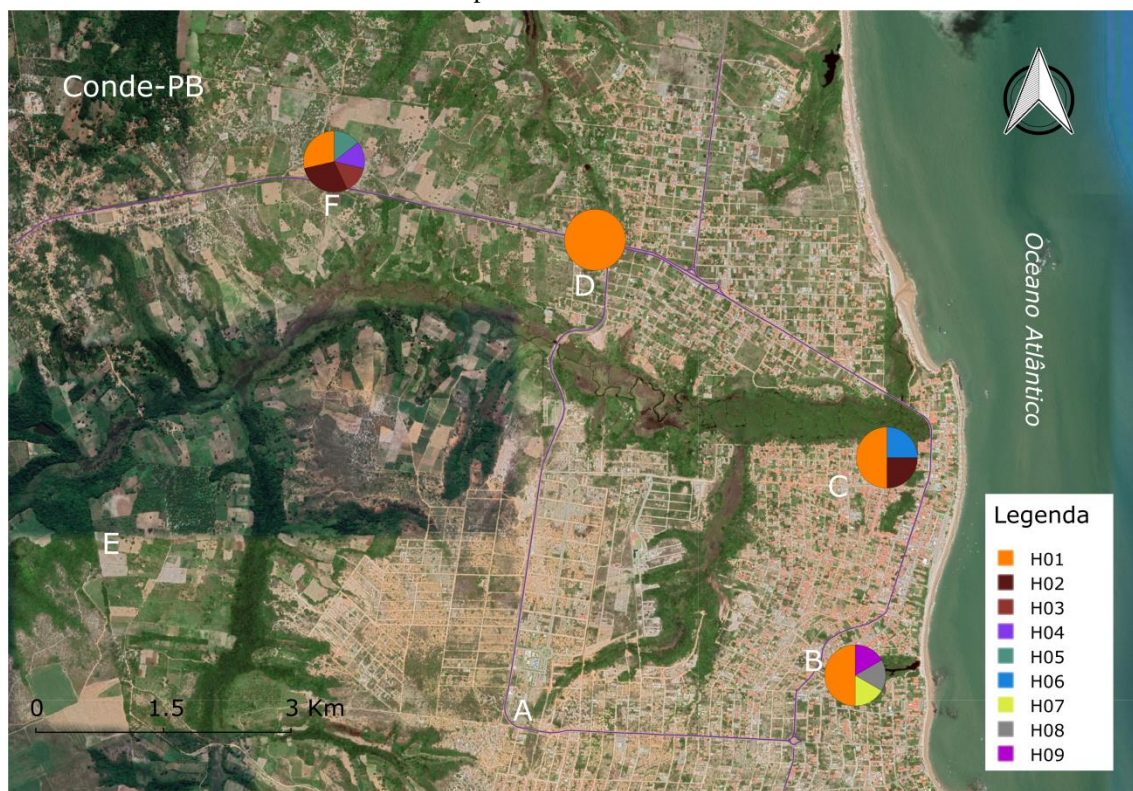 Conde-PB
F
D
Oceano Atlântico
C
E
B
A
0 1.5 3 Km
Legenda
H01
H02
H03
H04
H05
H06
H07
H08
H09